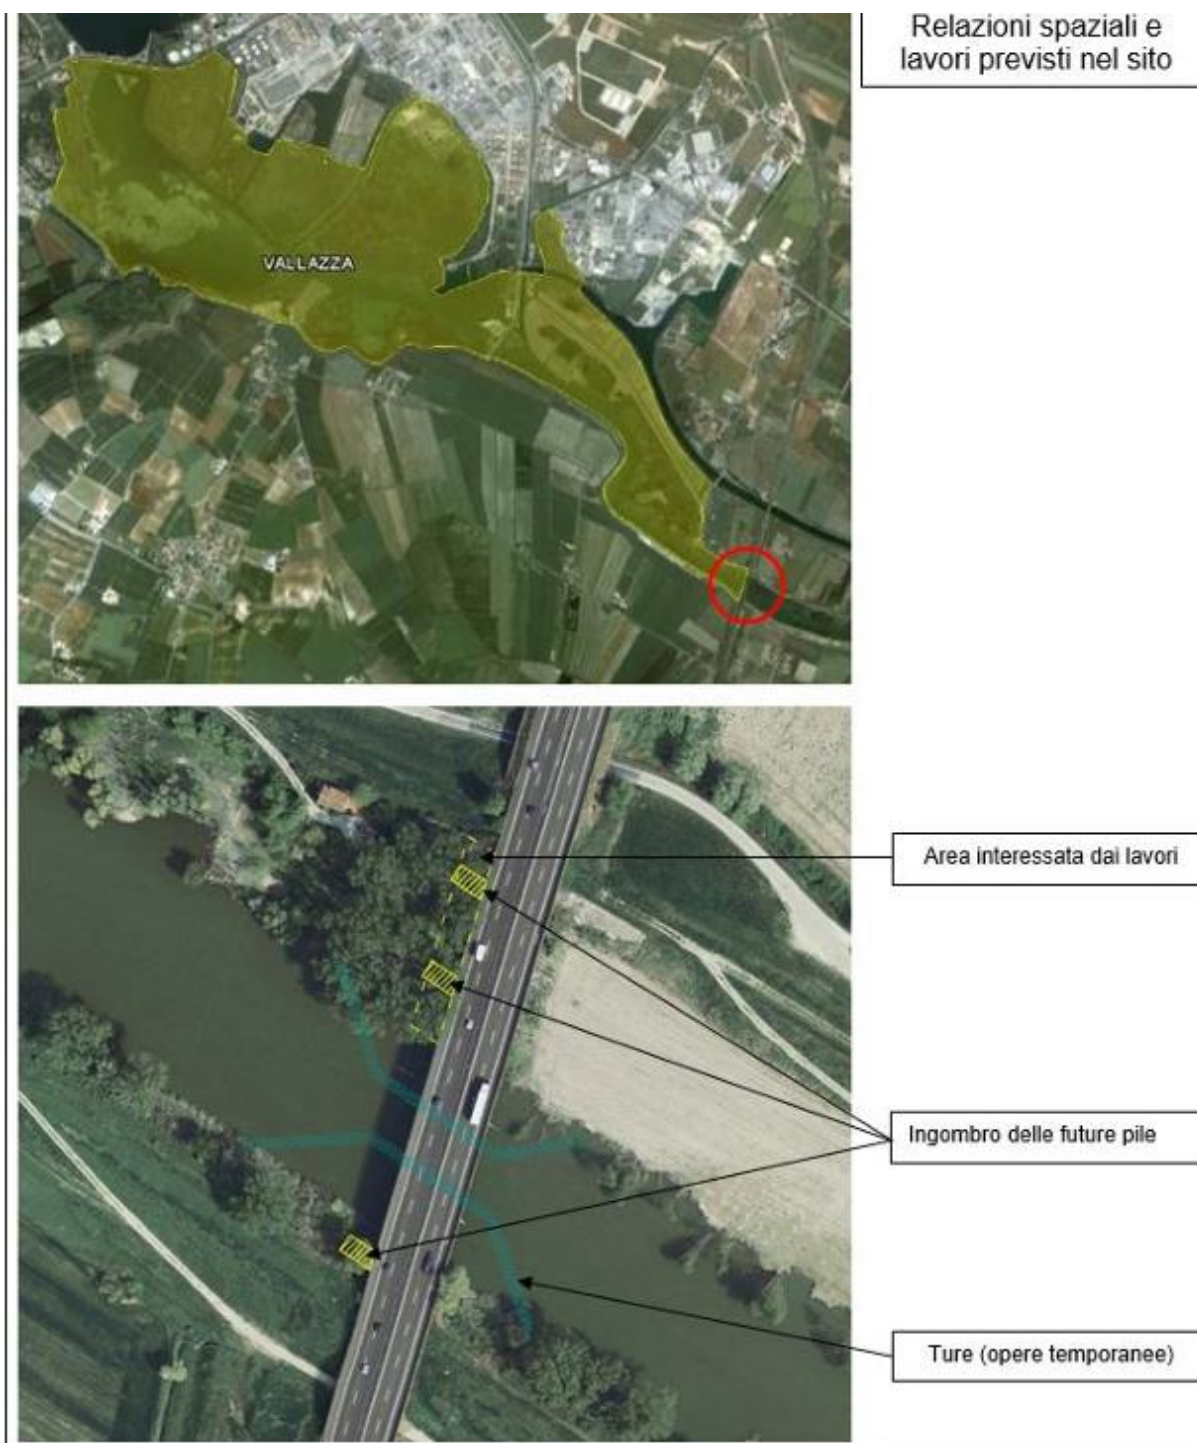 Relazioni spaziali e
lavori previsti nel sito
VALLAZZA
Area interessata dai lavori
Ingombro delle future pile
Ture (opere temporanee)